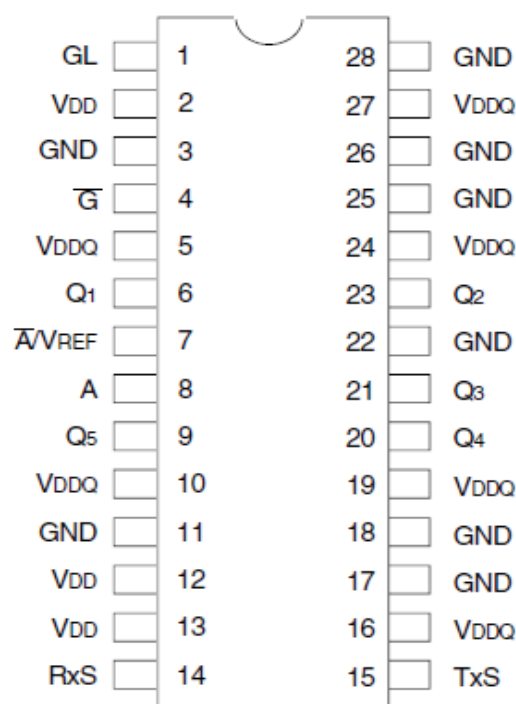 GL 1 28 GND
VDD 2 27 VDDQ
GND 3 26 GND
G̅ 4 25 GND
VDDQ 5 24 VDDQ
Q1 6 23 Q2
A̅/VREF 7 22 GND
A 8 21 Q3
Q5 9 20 Q4
VDDQ 10 19 VDDQ
GND 11 18 GND
VDD 12 17 GND
VDD 13 16 VDDQ
RxS 14 15 TxS